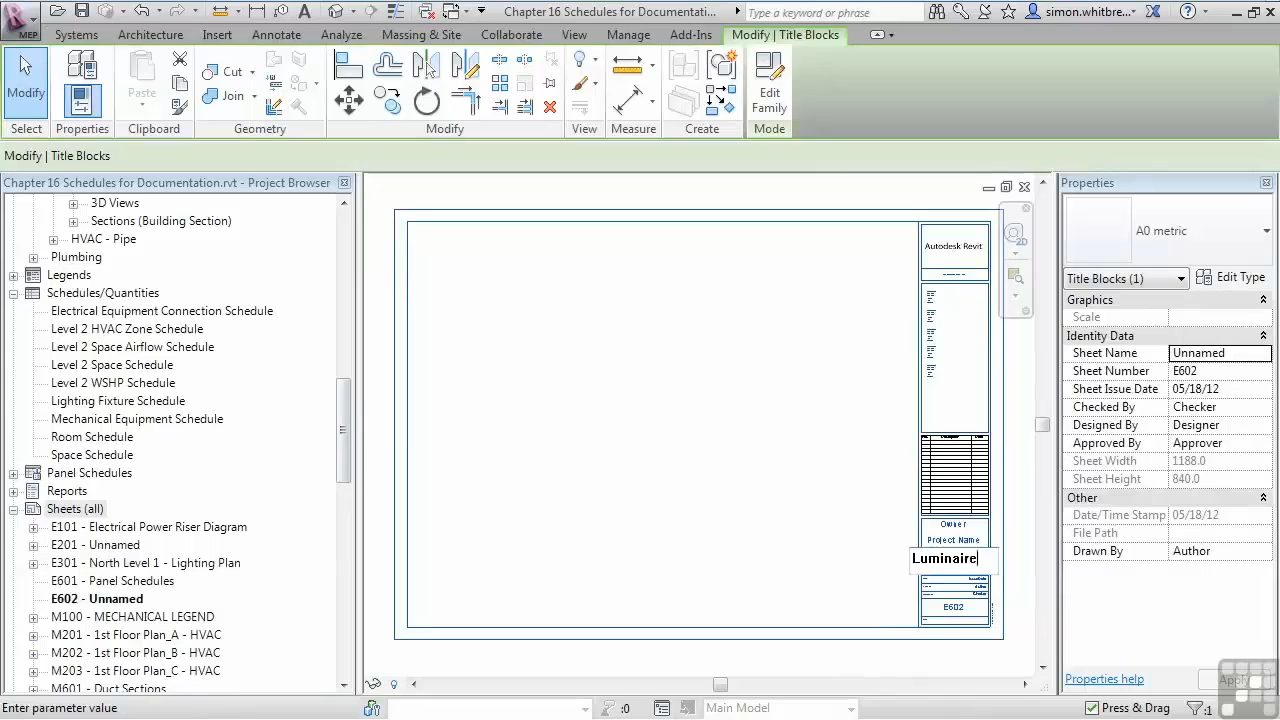 Chapter 16 Schedules for Documentati...
Type a keyword or phrase
simon.whitbre...
MEP
Systems
Architecture
Insert
Annotate
Analyze
Massing & Site
Collaborate
View
Manage
Add-Ins
Modify | Title Blocks
Modify
Paste
Cut
Join
Edit
Family
Select
Properties
Clipboard
Geometry
Modify
View
Measure
Create
Mode
Modify | Title Blocks
Chapter 16 Schedules for Documentation.rvt - Project Browser
3D Views
Sections (Building Section)
HVAC - Pipe
Plumbing
Legends
Schedules/Quantities
Electrical Equipment Connection Schedule
Level 2 HVAC Zone Schedule
Level 2 Space Airflow Schedule
Level 2 Space Schedule
Level 2 WSHP Schedule
Lighting Fixture Schedule
Mechanical Equipment Schedule
Room Schedule
Space Schedule
Panel Schedules
Reports
Sheets (all)
E101 - Electrical Power Riser Diagram
E201 - Unnamed
E301 - North Level 1 - Lighting Plan
E601 - Panel Schedules
E602 - Unnamed
M100 - MECHANICAL LEGEND
M201 - 1st Floor Plan_A - HVAC
M202 - 1st Floor Plan_B - HVAC
M203 - 1st Floor Plan_C - HVAC
M601 - Duct Sections
Autodesk Revit
Owner
Project Name
Luminaire
E602
2D
Properties
A0 metric
Title Blocks (1)
Edit Type
Graphics
Scale
Identity Data
Sheet Name Unnamed
Sheet Number E602
Sheet Issue Date 05/18/12
Checked By Checker
Designed By Designer
Approved By Approver
Sheet Width 1188.0
Sheet Height 840.0
Other
Date/Time Stamp 05/18/12
File Path
Drawn By Author
Properties help
Apply
Enter parameter value
:0
Main Model
Press & Drag
:1